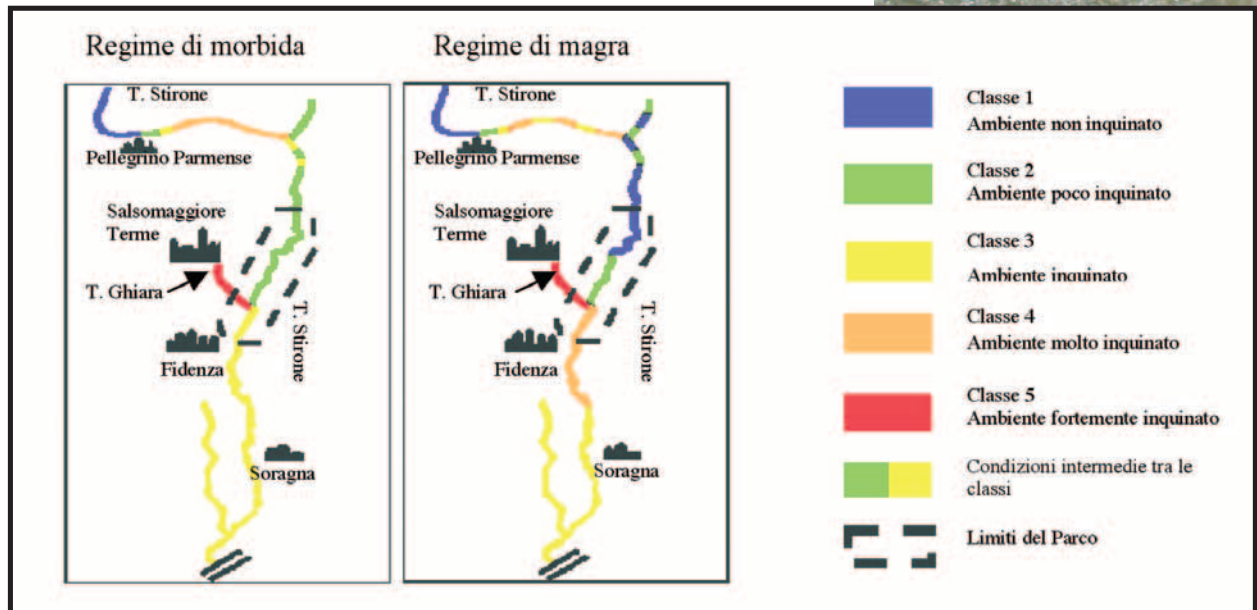 Regime di morbida
T. Stirone
Pellegrino Parmense
Salsomaggiore
Terme
T. Ghiara
T. Stirone
Fidenza
Soragna
Regime di magra
T. Stirone
Pellegrino Parmense
Salsomaggiore
Terme
T. Ghiara
T. Stirone
Fidenza
Soragna
Classe 1
Ambiente non inquinato
Classe 2
Ambiente poco inquinato
Classe 3
Ambiente inquinato
Classe 4
Ambiente molto inquinato
Classe 5
Ambiente fortemente inquinato
Condizioni intermedie tra le
classi
Limiti del Parco